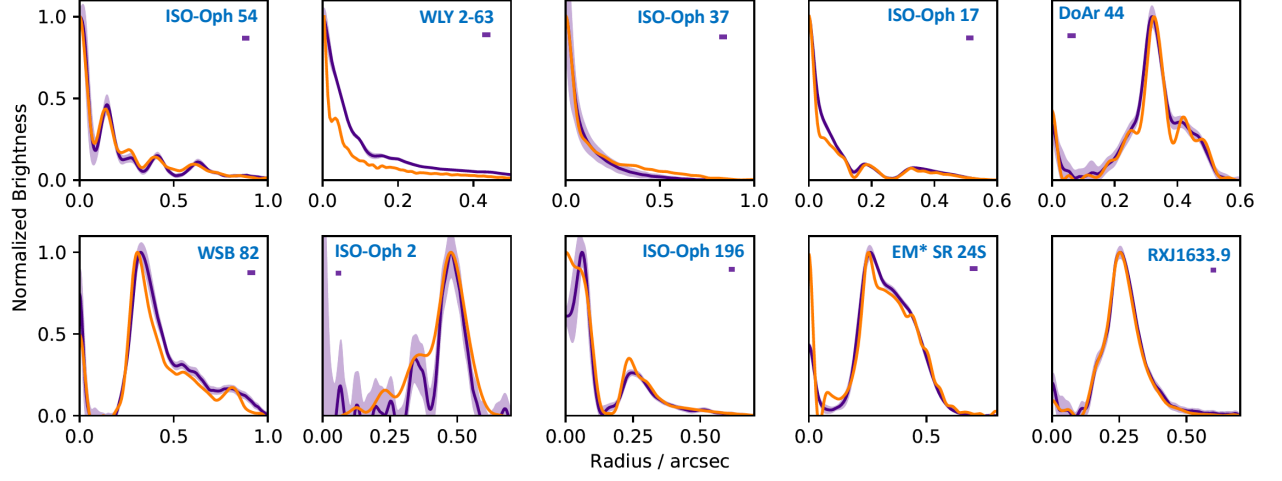 ISO-Oph 54
WLY 2-63
ISO-Oph 37
ISO-Oph 17
DoAr 44
1.0
0.5
0.0
0.0 0.5 1.0
0.0 0.2 0.4
0.0 0.5 1.0
0.0 0.2 0.4 0.6
0.0 0.2 0.4 0.6
Normalized Brightness
WSB 82
ISO-Oph 2
ISO-Oph 196
EM* SR 24S
RXJ1633.9
1.0
0.5
0.0
0.0 0.5 1.0
0.00 0.25 0.50
0.00 0.25 0.50
0.0 0.5
0.00 0.25 0.50
Radius / arcsec